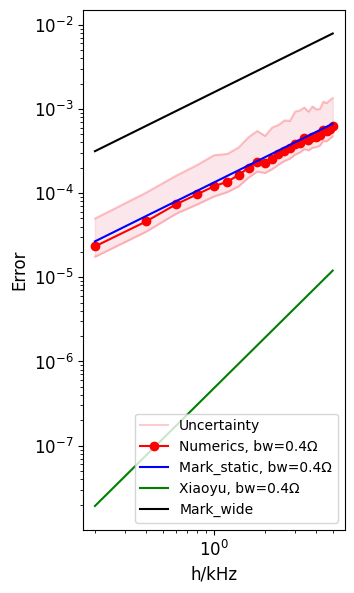 10⁻²
10⁻³
10⁻⁴
10⁻⁵
10⁻⁶
10⁻⁷
Error
Uncertainty
Numerics, bw=0.4Ω
Mark_static, bw=0.4Ω
Xiaoyu, bw=0.4Ω
Mark_wide
10⁰
h/kHz